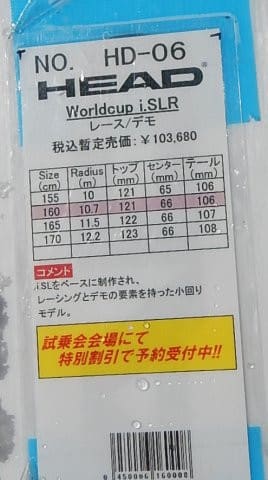 NO. HD-06
HEAD
Worldcup i.SLR
レース/デモ
税込暫定売価：￥103,680
Size (cm) Radius (m) トップ (mm) センター (mm) テール (mm)
155 10 121 65 106
160 10.7 121 66 106
165 11.5 122 66 107
170 12.2 123 66 108
コメント
i.SLをベースに制作され、
レーシングとデモの要素を持った小回り
モデル。
試乗会会場にて
特別割引で予約受付中!!
0 450006 160008